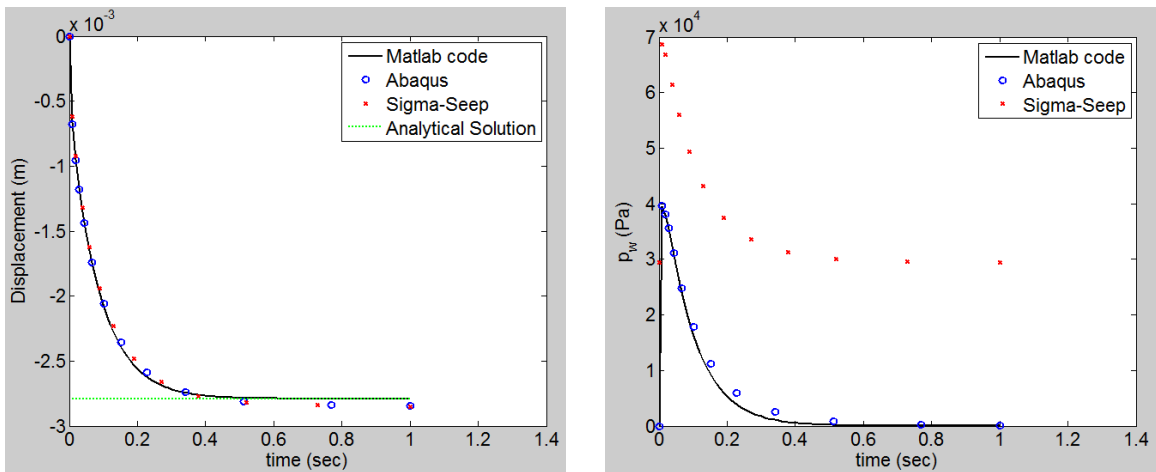 x 10-3
0
-0.5
-1
-1.5
-2
-2.5
-3
Displacement (m)
0 0.2 0.4 0.6 0.8 1 1.2 1.4
time (sec)
Matlab code
Abaqus
Sigma-Seep
Analytical Solution
x 10^4
7
6
5
4
3
2
1
0
p_w (Pa)
0 0.2 0.4 0.6 0.8 1 1.2 1.4
time (sec)
Matlab code
Abaqus
Sigma-Seep